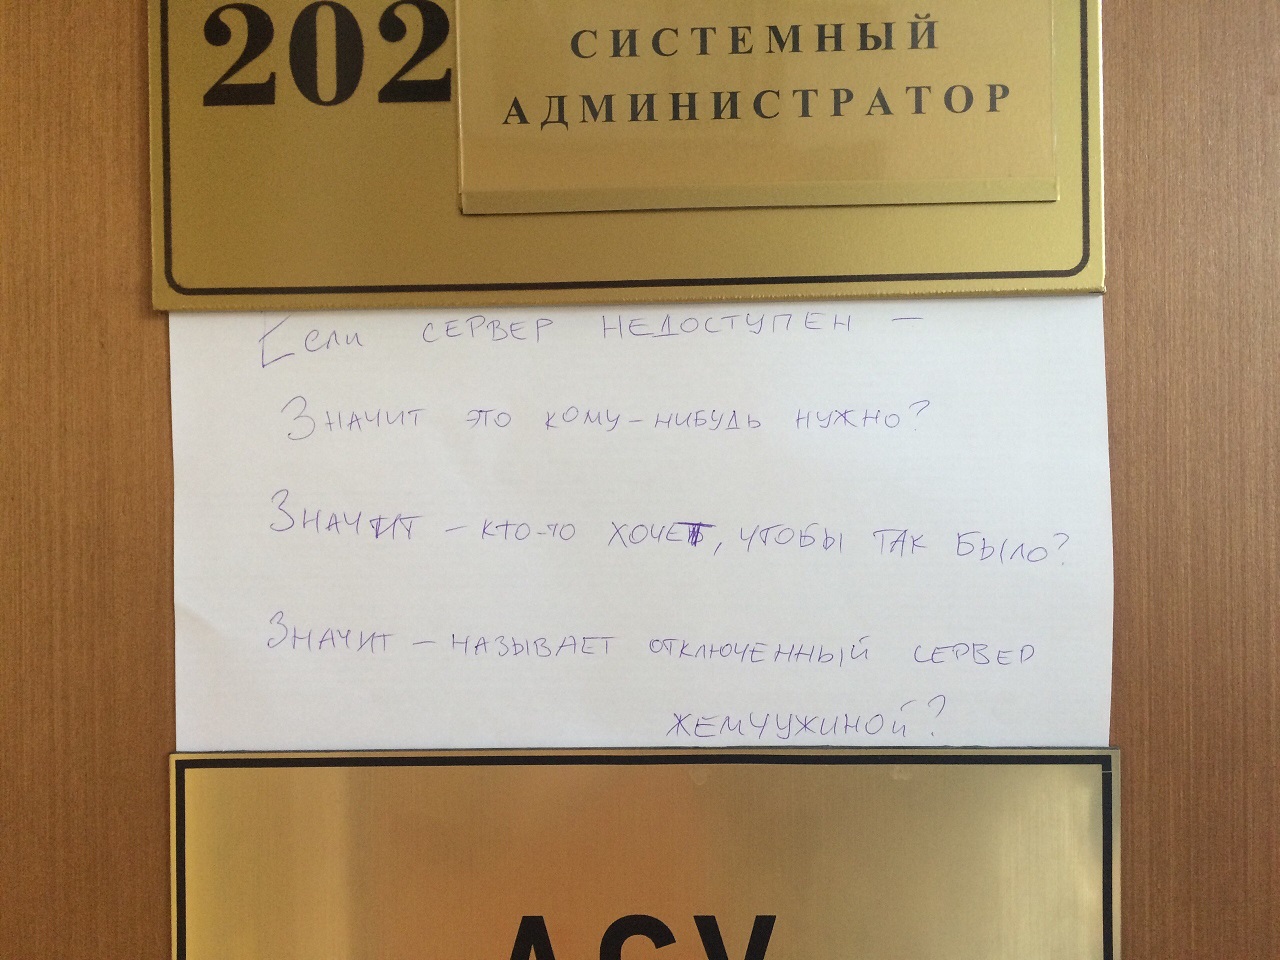 202
СИСТЕМНЫЙ
АДМИНИСТРАТОР
Если СЕРВЕР НЕДОСТУПЕН —
ЗНАЧИТ ЭТО КОМУ-НИБУДЬ НУЖНО?
ЗНАЧИТ - КТО-ТО ХОЧЕТ, ЧТОБЫ ТАК БЫЛО?
ЗНАЧИТ - НАЗЫВАЕТ ОТКЛЮЧЕННЫЙ СЕРВЕР
ЖЕМЧУЖИНОЙ?
АСУ